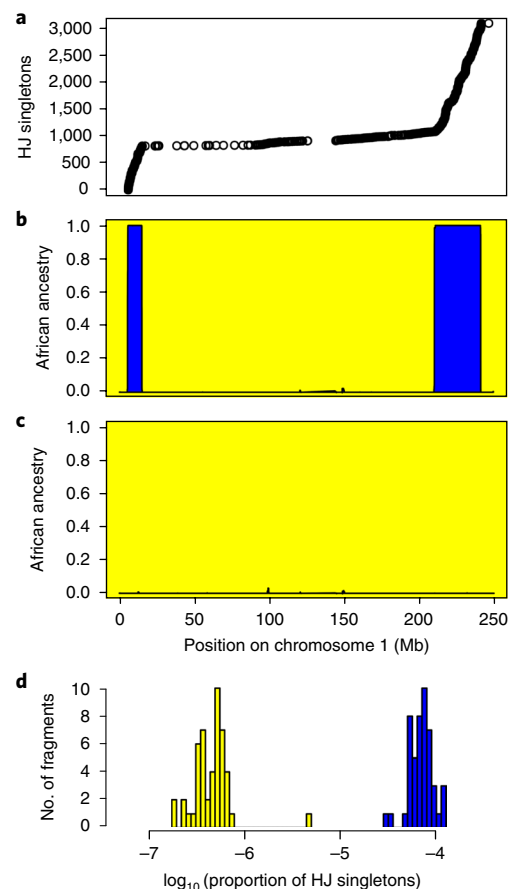 a
HJ singletons
3,000
2,500
2,000
1,500
1,000
500
0
b
African ancestry
1.0
0.8
0.6
0.4
0.2
0.0
c
African ancestry
1.0
0.8
0.6
0.4
0.2
0.0
0 50 100 150 200 250
Position on chromosome 1 (Mb)
d
No. of fragments
10
8
6
4
2
0
–7 –6 –5 –4
log10 (proportion of HJ singletons)